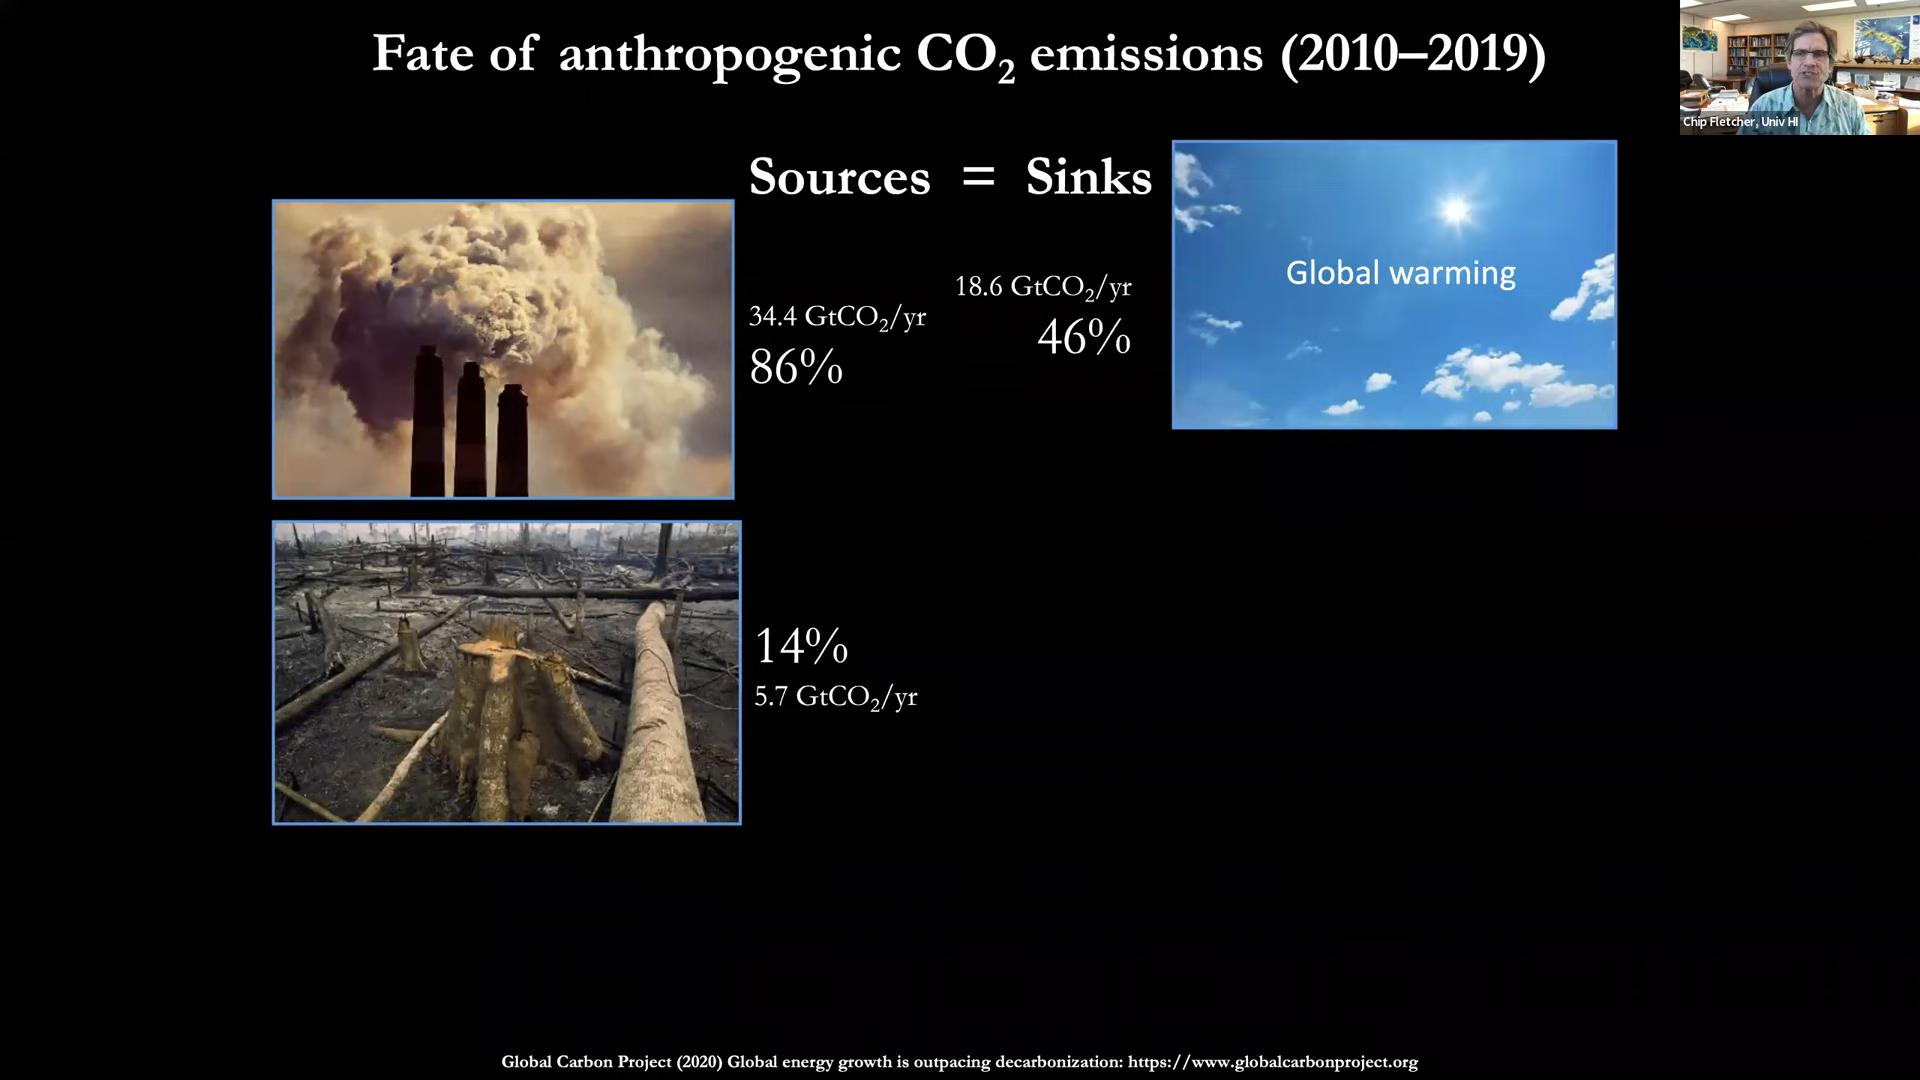 Fate of anthropogenic CO₂ emissions (2010–2019)
Chip Fletcher, Univ HI
Sources = Sinks
34.4 GtCO₂/yr
86%
18.6 GtCO₂/yr
46%
Global warming
14%
5.7 GtCO₂/yr
Global Carbon Project (2020) Global energy growth is outpacing decarbonization: https://www.globalcarbonproject.org